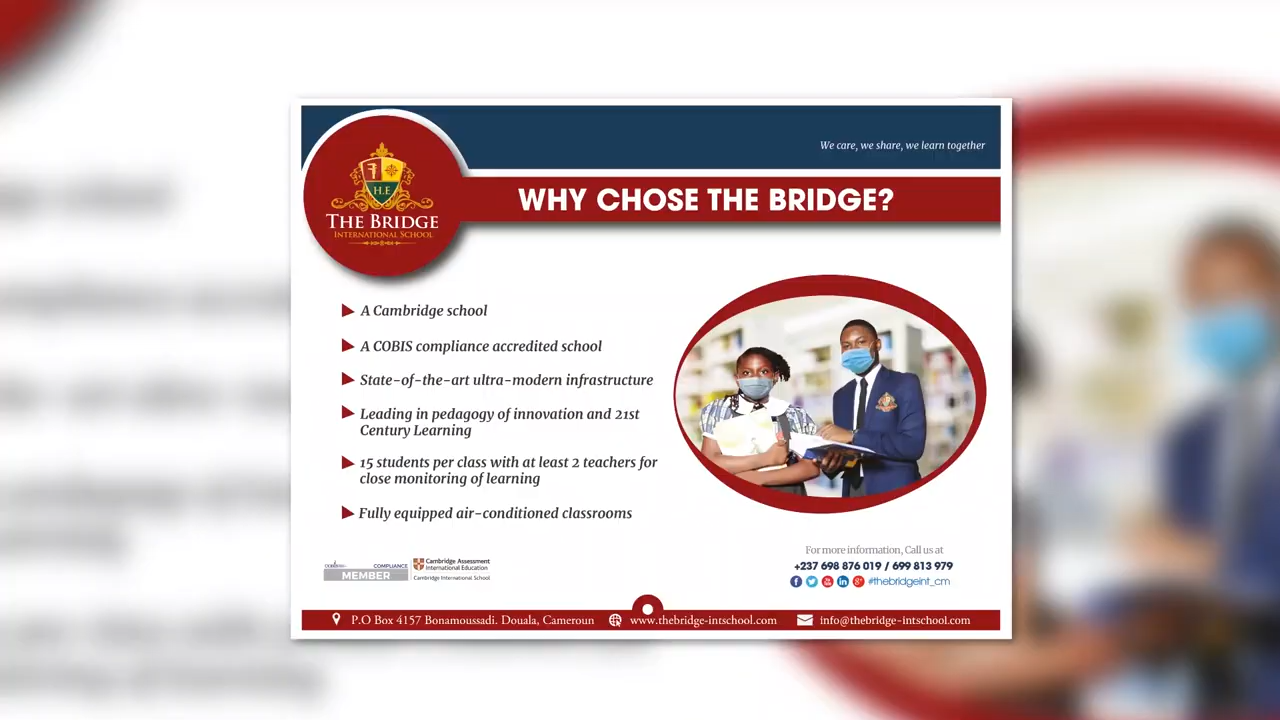 We care, we share, we learn together
WHY CHOSE THE BRIDGE?
H.E
THE BRIDGE
INTERNATIONAL SCHOOL
A Cambridge school
A COBIS compliance accredited school
State-of-the-art ultra-modern infrastructure
Leading in pedagogy of innovation and 21st
Century Learning
15 students per class with at least 2 teachers for
close monitoring of learning
Fully equipped air-conditioned classrooms
COMPLIANCE
MEMBER
Cambridge Assessment
International Education
Cambridge International School
For more information, Call us at
+237 698 876 019 / 699 813 979
#thebridgeint_cm
P.O Box 4157 Bonamoussadi. Douala, Cameroun
www.thebridge-intschool.com
info@thebridge-intschool.com